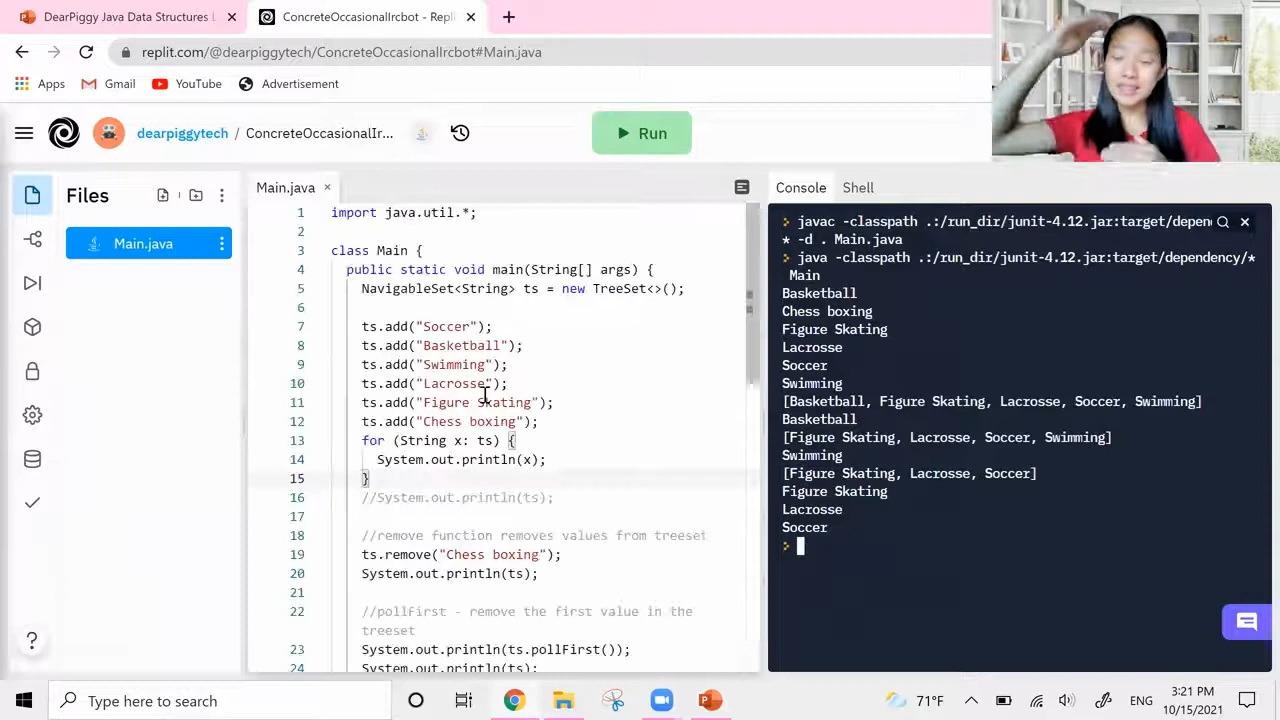 DearPiggy Java Data Structures L
ConcreteOccasionalIrcbot - Repli
replit.com/@dearpiggytech/ConcreteOccasionalIrcbot#Main.java
Apps Gmail YouTube Advertisement
dearpiggytech / ConcreteOccasionalIr... Run
Files
Main.java
Main.java
1 import java.util.*;
2
3 class Main {
4 public static void main(String[] args) {
5 NavigableSet<String> ts = new TreeSet<>();
6
7 ts.add("Soccer");
8 ts.add("Basketball");
9 ts.add("Swimming");
10 ts.add("Lacrosse");
11 ts.add("Figure Skating");
12 ts.add("Chess boxing");
13 for (String x: ts) {
14 System.out.println(x);
15 }
16 //System.out.println(ts);
17
18 //remove function removes values from treeset
19 ts.remove("Chess boxing");
20 System.out.println(ts);
21
22 //pollFirst - remove the first value in the
treeset
23 System.out.println(ts.pollFirst());
24 System.out.println(ts);
Console Shell
javac -classpath .:/run_dir/junit-4.12.jar:target/depen
* -d . Main.java
java -classpath .:/run_dir/junit-4.12.jar:target/dependency/*
Main
Basketball
Chess boxing
Figure Skating
Lacrosse
Soccer
Swimming
[Basketball, Figure Skating, Lacrosse, Soccer, Swimming]
Basketball
[Figure Skating, Lacrosse, Soccer, Swimming]
Swimming
[Figure Skating, Lacrosse, Soccer]
Figure Skating
Lacrosse
Soccer
?
Type here to search
71°F
ENG
3:21 PM
10/15/2021